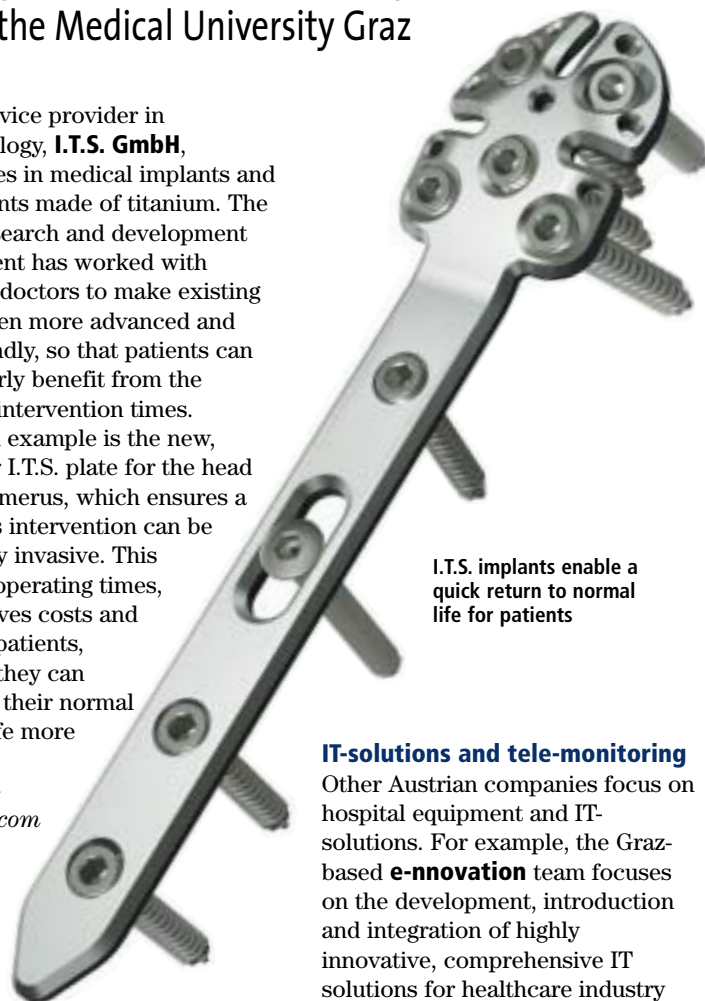 the Medical University Graz
vice provider in
logy, I.T.S. GmbH,
es in medical implants and
nts made of titanium. The
search and development
ent has worked with
doctors to make existing
en more advanced and
ndly, so that patients can
rly benefit from the
intervention times.
example is the new,
r I.T.S. plate for the head
merus, which ensures a
s intervention can be
y invasive. This
operating times,
ves costs and
patients,
they can
their normal
fe more
com
I.T.S. implants enable a
quick return to normal
life for patients
IT-solutions and tele-monitoring
Other Austrian companies focus on
hospital equipment and IT-
solutions. For example, the Graz-
based e-nnovation team focuses
on the development, introduction
and integration of highly
innovative, comprehensive IT
solutions for healthcare industry